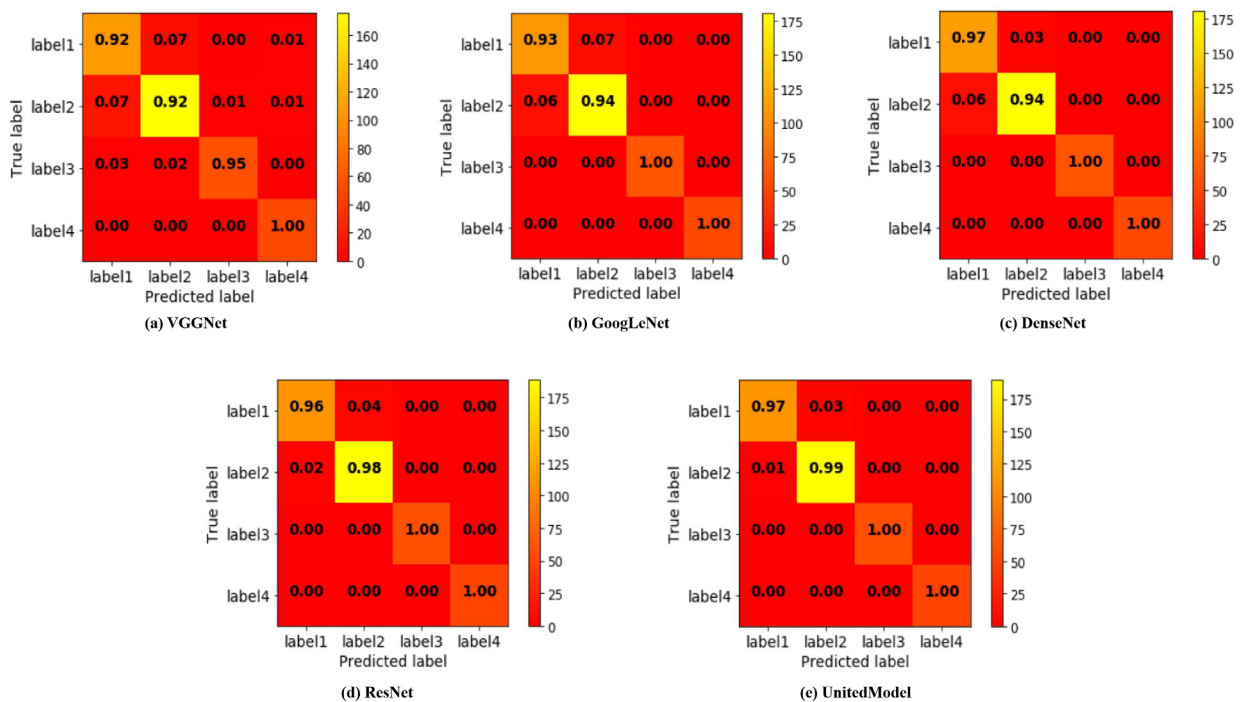 label1 0.92 0.07 0.00 0.01
label2 0.07 0.92 0.01 0.01
label3 0.03 0.02 0.95 0.00
label4 0.00 0.00 0.00 1.00
label1 label2 label3 label4
Predicted label
True label
160
140
120
100
80
60
40
20
0
(a) VGGNet
label1 0.93 0.07 0.00 0.00
label2 0.06 0.94 0.00 0.00
label3 0.00 0.00 1.00 0.00
label4 0.00 0.00 0.00 1.00
label1 label2 label3 label4
Predicted label
True label
175
150
125
100
75
50
25
0
(b) GoogLeNet
label1 0.97 0.03 0.00 0.00
label2 0.06 0.94 0.00 0.00
label3 0.00 0.00 1.00 0.00
label4 0.00 0.00 0.00 1.00
label1 label2 label3 label4
Predicted label
True label
175
150
125
100
75
50
25
0
(c) DenseNet
label1 0.96 0.04 0.00 0.00
label2 0.02 0.98 0.00 0.00
label3 0.00 0.00 1.00 0.00
label4 0.00 0.00 0.00 1.00
label1 label2 label3 label4
Predicted label
True label
175
150
125
100
75
50
25
0
(d) ResNet
label1 0.97 0.03 0.00 0.00
label2 0.01 0.99 0.00 0.00
label3 0.00 0.00 1.00 0.00
label4 0.00 0.00 0.00 1.00
label1 label2 label3 label4
Predicted label
True label
175
150
125
100
75
50
25
0
(e) UnitedModel